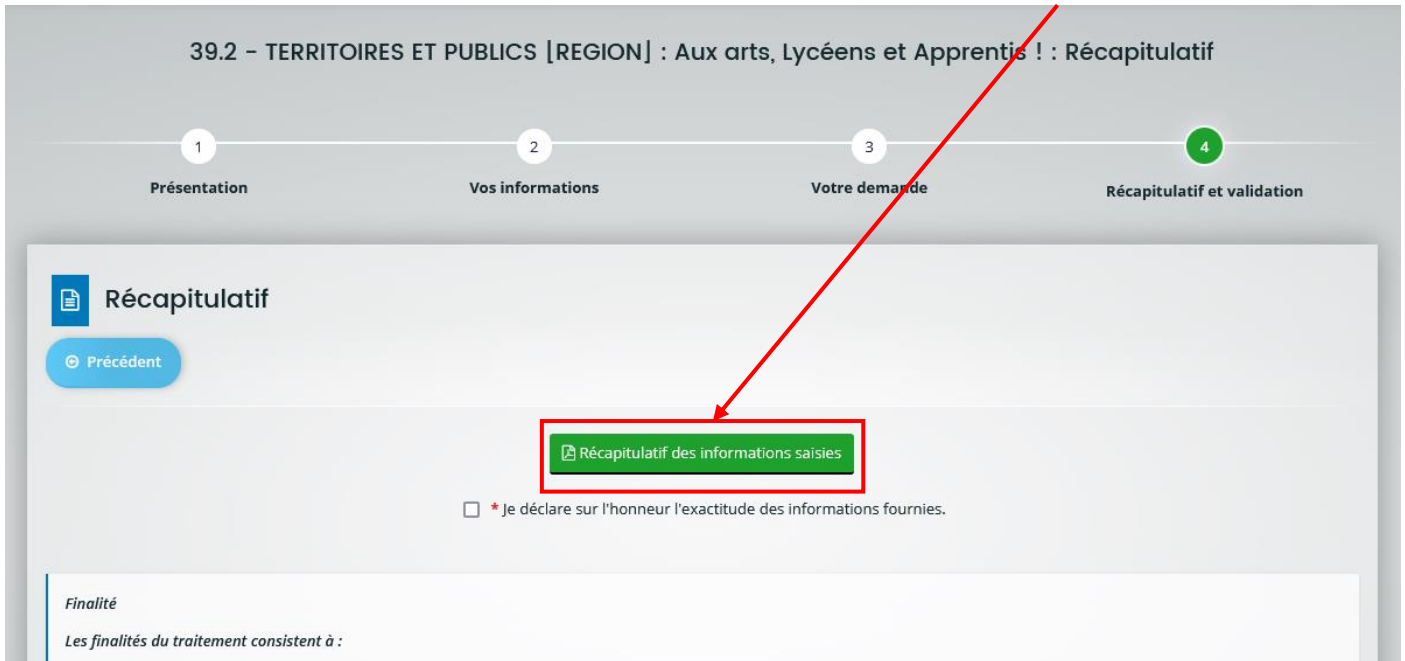 39.2 - TERRITOIRES ET PUBLICS [REGION] : Aux arts, Lycéens et Apprentis ! : Récapitulatif
1
2
3
4
Présentation
Vos informations
Votre demande
Récapitulatif et validation
Récapitulatif
Précédent
Récapitulatif des informations saisies
* Je déclare sur l'honneur l'exactitude des informations fournies.
Finalité
Les finalités du traitement consistent à :